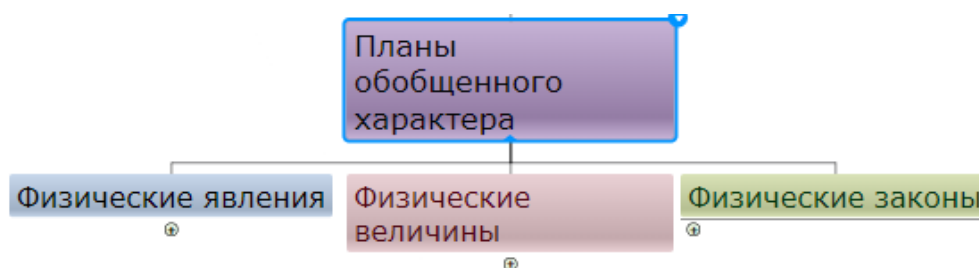 Планы
обобщенного
характера
Физические явления
Физические
величины
Физические законы